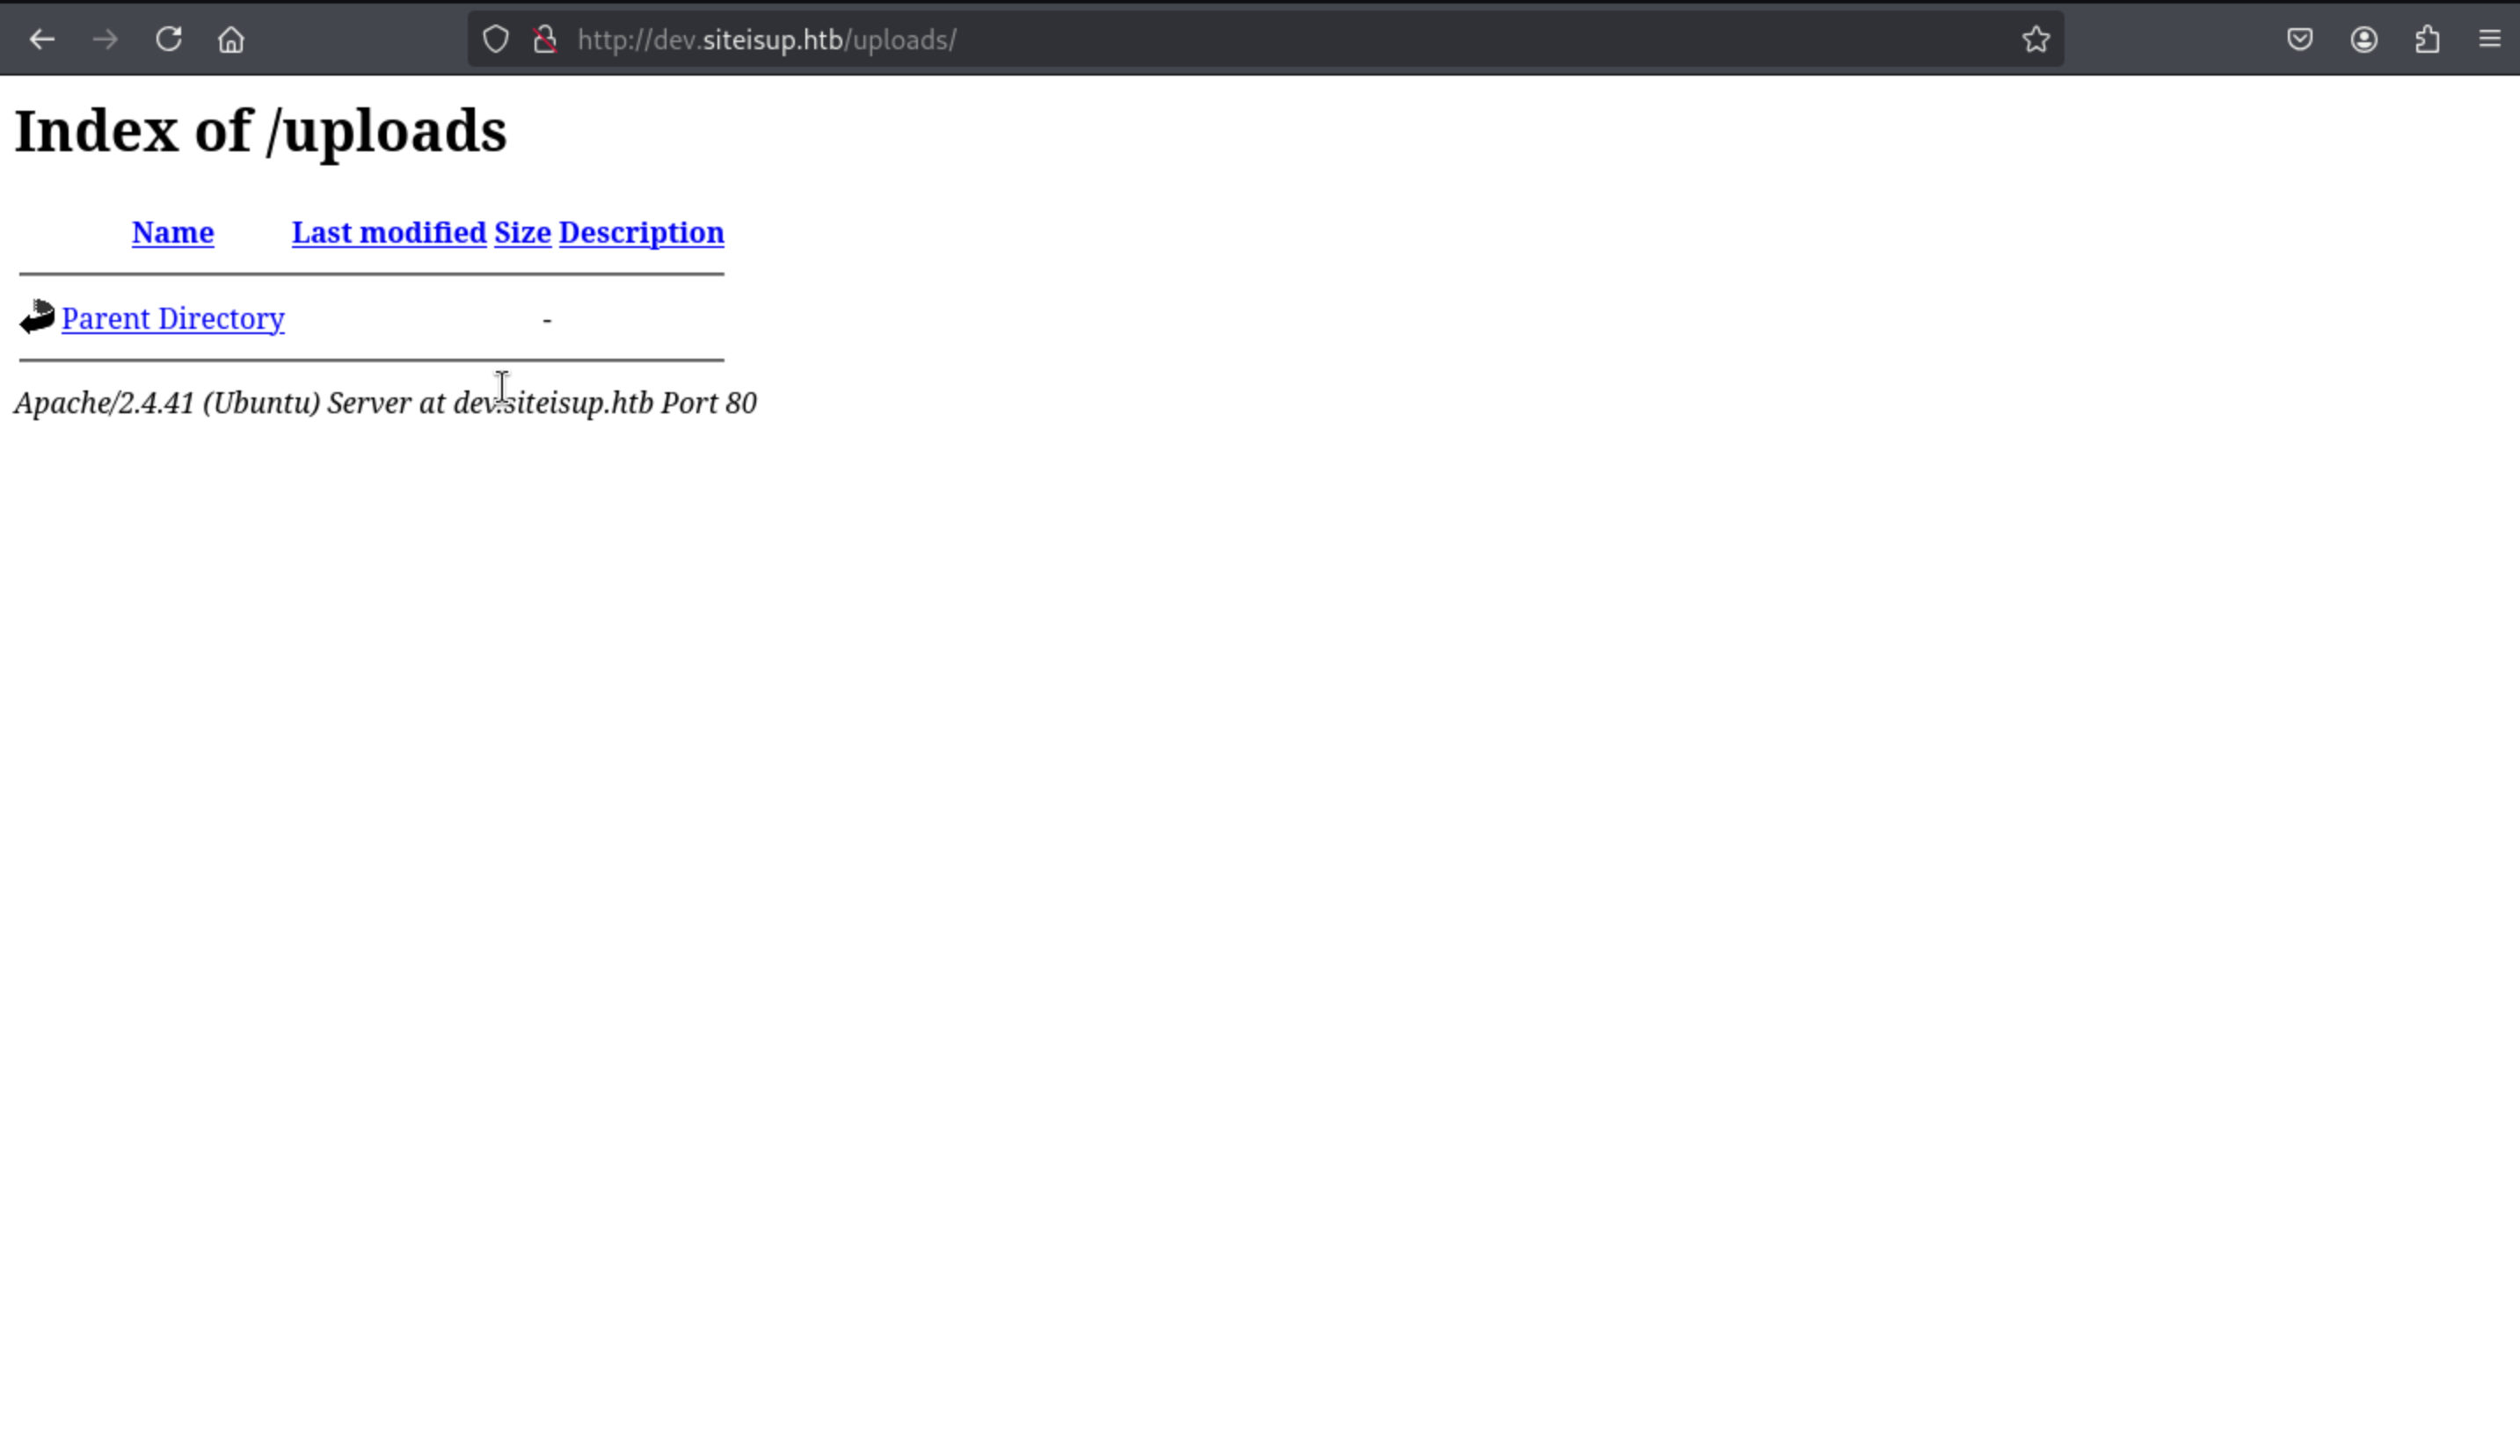 http://dev.siteisup.htb/uploads/
Index of /uploads
Name Last modified Size Description
Parent Directory -
Apache/2.4.41 (Ubuntu) Server at dev.siteisup.htb Port 80